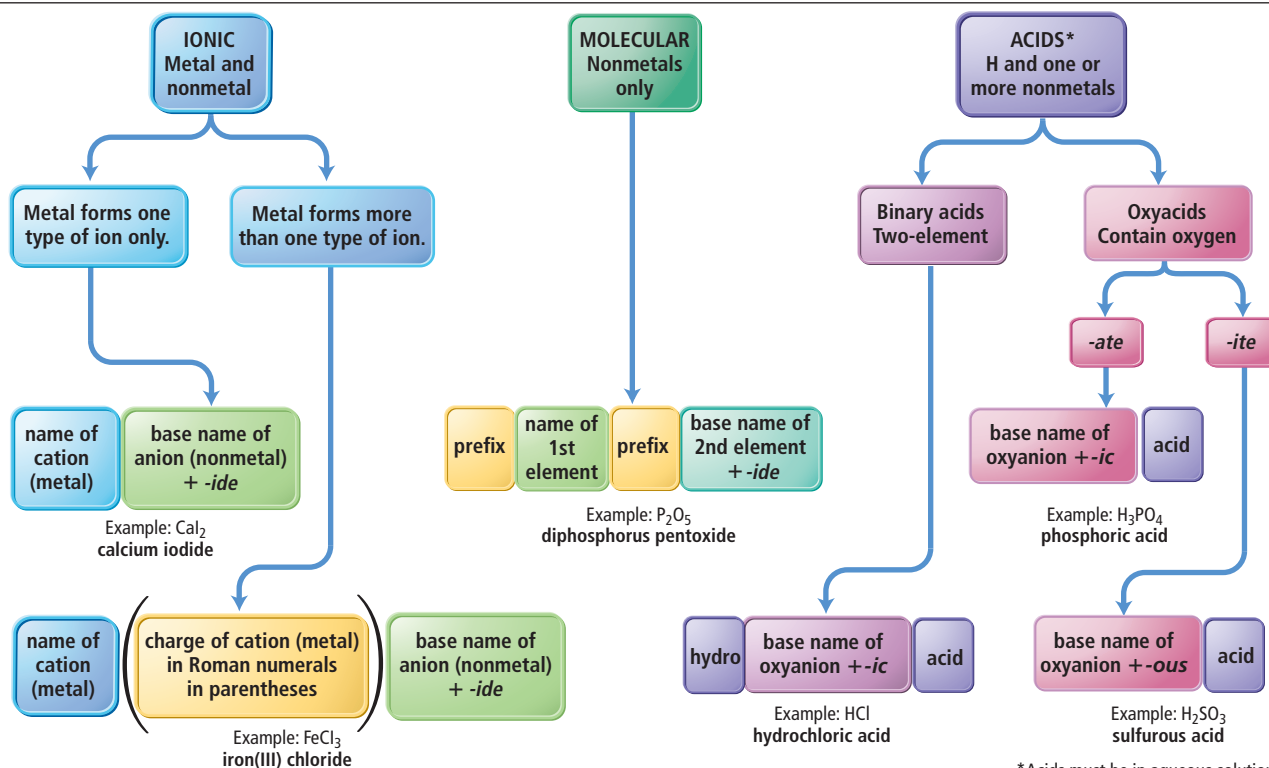 IONIC
Metal and
nonmetal
MOLECULAR
Nonmetals
only
ACIDS*
H and one or
more nonmetals
Metal forms one
type of ion only.
Metal forms more
than one type of ion.
Binary acids
Two-element
Oxyacids
Contain oxygen
-ate
-ite
name of
cation
(metal)
base name of
anion (nonmetal)
+ -ide
Example: CaI₂
calcium iodide
prefix
name of
1st
element
prefix
base name of
2nd element
+ -ide
Example: P₂O₅
diphosphorus pentoxide
base name of
oxyanion + -ic
acid
Example: H₃PO₄
phosphoric acid
name of
cation
(metal)
(charge of cation (metal)
in Roman numerals
in parentheses)
base name of
anion (nonmetal)
+ -ide
Example: FeCl₃
iron(III) chloride
hydro
base name of
oxyanion + -ic
acid
Example: HCl
hydrochloric acid
base name of
oxyanion + -ous
acid
Example: H₂SO₃
sulfurous acid
*Acids must be in aqueous solution